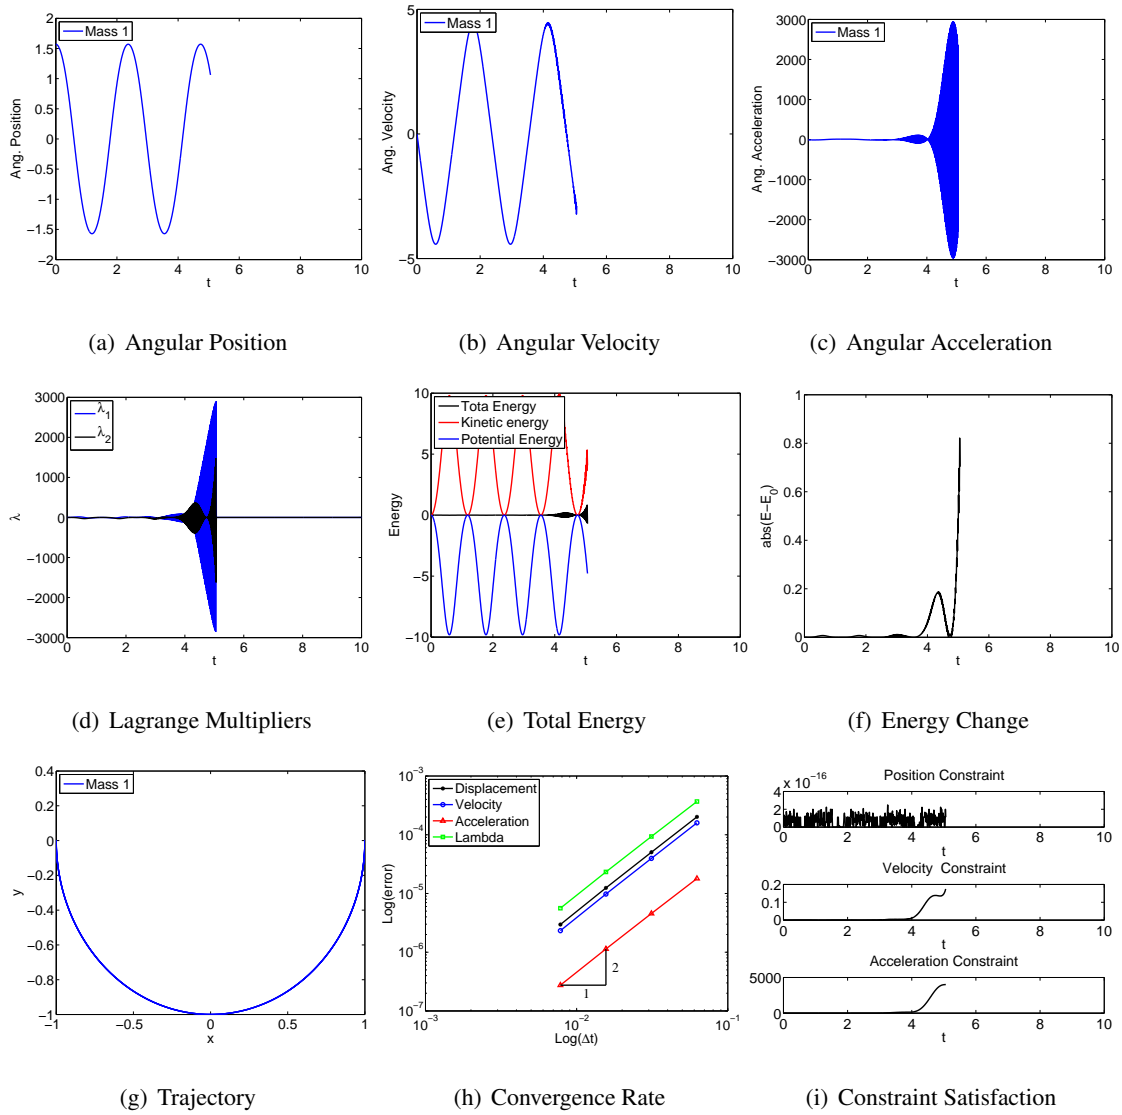 Mass 1
Ang. Position
2
1.5
1
0.5
0
−0.5
−1
−1.5
−2
0 2 4 6 8 10
t
(a) Angular Position
Mass 1
Ang. Velocity
5
0
−5
0 2 4 6 8 10
t
(b) Angular Velocity
Mass 1
Ang. Acceleration
3000
2000
1000
0
−1000
−2000
−3000
0 2 4 6 8 10
t
(c) Angular Acceleration
λ1
λ2
λ
3000
2000
1000
0
−1000
−2000
−3000
0 2 4 6 8 10
t
(d) Lagrange Multipliers
Tota Energy
Kinetic energy
Potential Energy
Energy
10
5
0
−5
−10
0 2 4 6 8 10
t
(e) Total Energy
abs(E−E0)
1
0.8
0.6
0.4
0.2
0
0 2 4 6 8 10
t
(f) Energy Change
Mass 1
y
0.4
0.2
0
−0.2
−0.4
−0.6
−0.8
−1
−1 −0.5 0 0.5 1
x
(g) Trajectory
Displacement
Velocity
Acceleration
Lambda
Log(error)
10−3
10−4
10−5
10−6
10−7
2
1
10−3 10−2 10−1
Log(Δt)
(h) Convergence Rate
x 10−16
Position Constraint
4
2
0
0 2 4 6 8 10
t
Velocity Constraint
0.2
0.1
0
0 2 4 6 8 10
t
Acceleration Constraint
5000
0
0 2 4 6 8 10
t
(i) Constraint Satisfaction